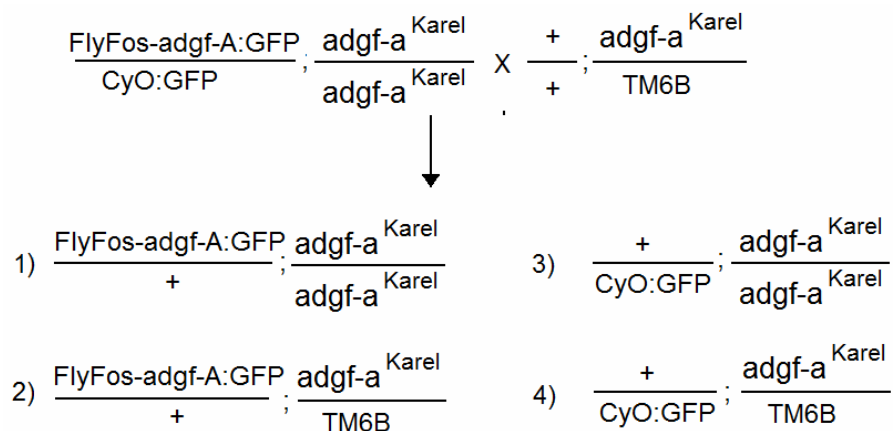 FlyFos-adgf-A:GFP ; adgf-a Karel X + ; adgf-a Karel
CyO:GFP adgf-a Karel + TM6B
1) FlyFos-adgf-A:GFP ; adgf-a Karel
+ adgf-a Karel
3) + ; adgf-a Karel
CyO:GFP adgf-a Karel
2) FlyFos-adgf-A:GFP ; adgf-a Karel
+ TM6B
4) + ; adgf-a Karel
CyO:GFP TM6B